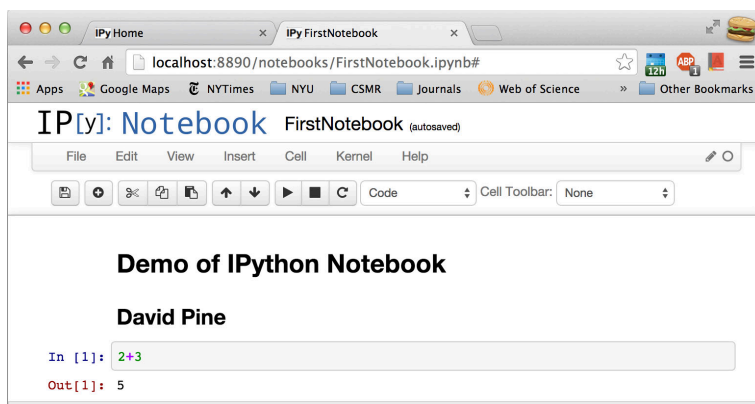 IPy Home × IPy FirstNotebook ×
localhost:8890/notebooks/FirstNotebook.ipynb# 12h ABP 1
Apps Google Maps NYTimes NYU CSMR Journals Web of Science » Other Bookmarks
IP[y]: Notebook FirstNotebook (autosaved)
File Edit View Insert Cell Kernel Help
Code Cell Toolbar: None
Demo of IPython Notebook
David Pine
In [1]: 2+3
Out[1]: 5